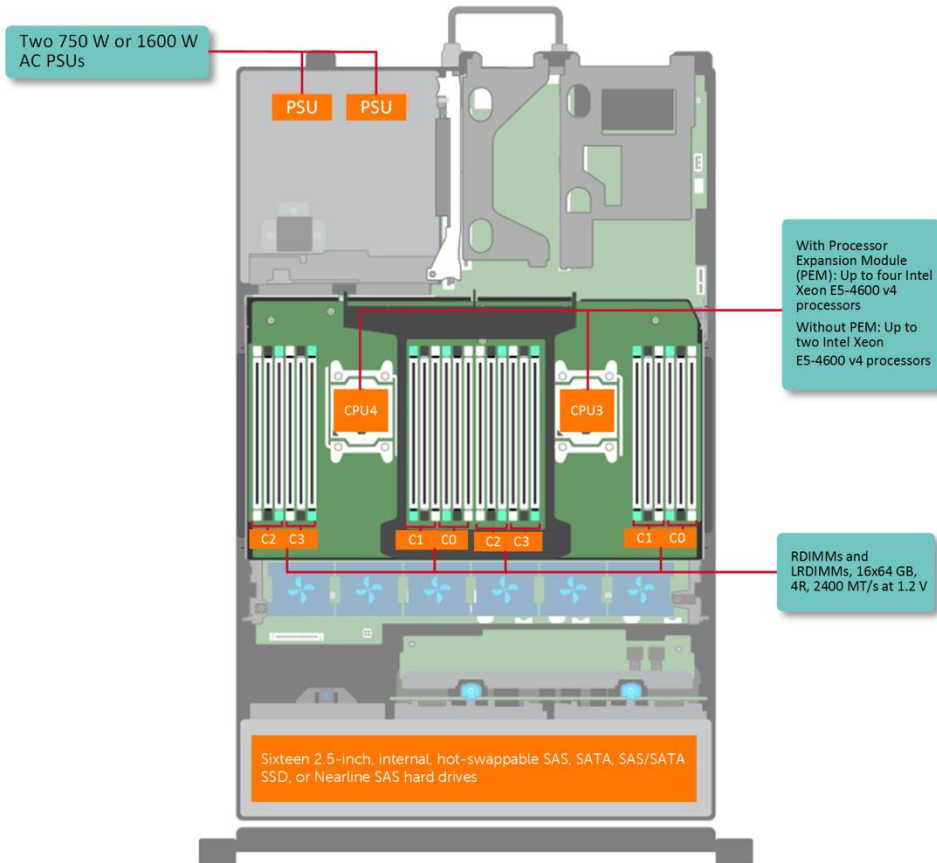 Two 750 W or 1600 W
AC PSUs
PSU PSU
With Processor
Expansion Module
(PEM): Up to four Intel
Xeon E5-4600 v4
processors
Without PEM: Up to
two Intel Xeon
E5-4600 v4 processors
CPU4 CPU3
C2 C3 C1 C0 C2 C3 C1 C0
RDIMMs and
LRDIMMs, 16x64 GB,
4R, 2400 MT/s at 1.2 V
Sixteen 2.5-inch, internal, hot-swappable SAS, SATA, SAS/SATA
SSD, or Nearline SAS hard drives